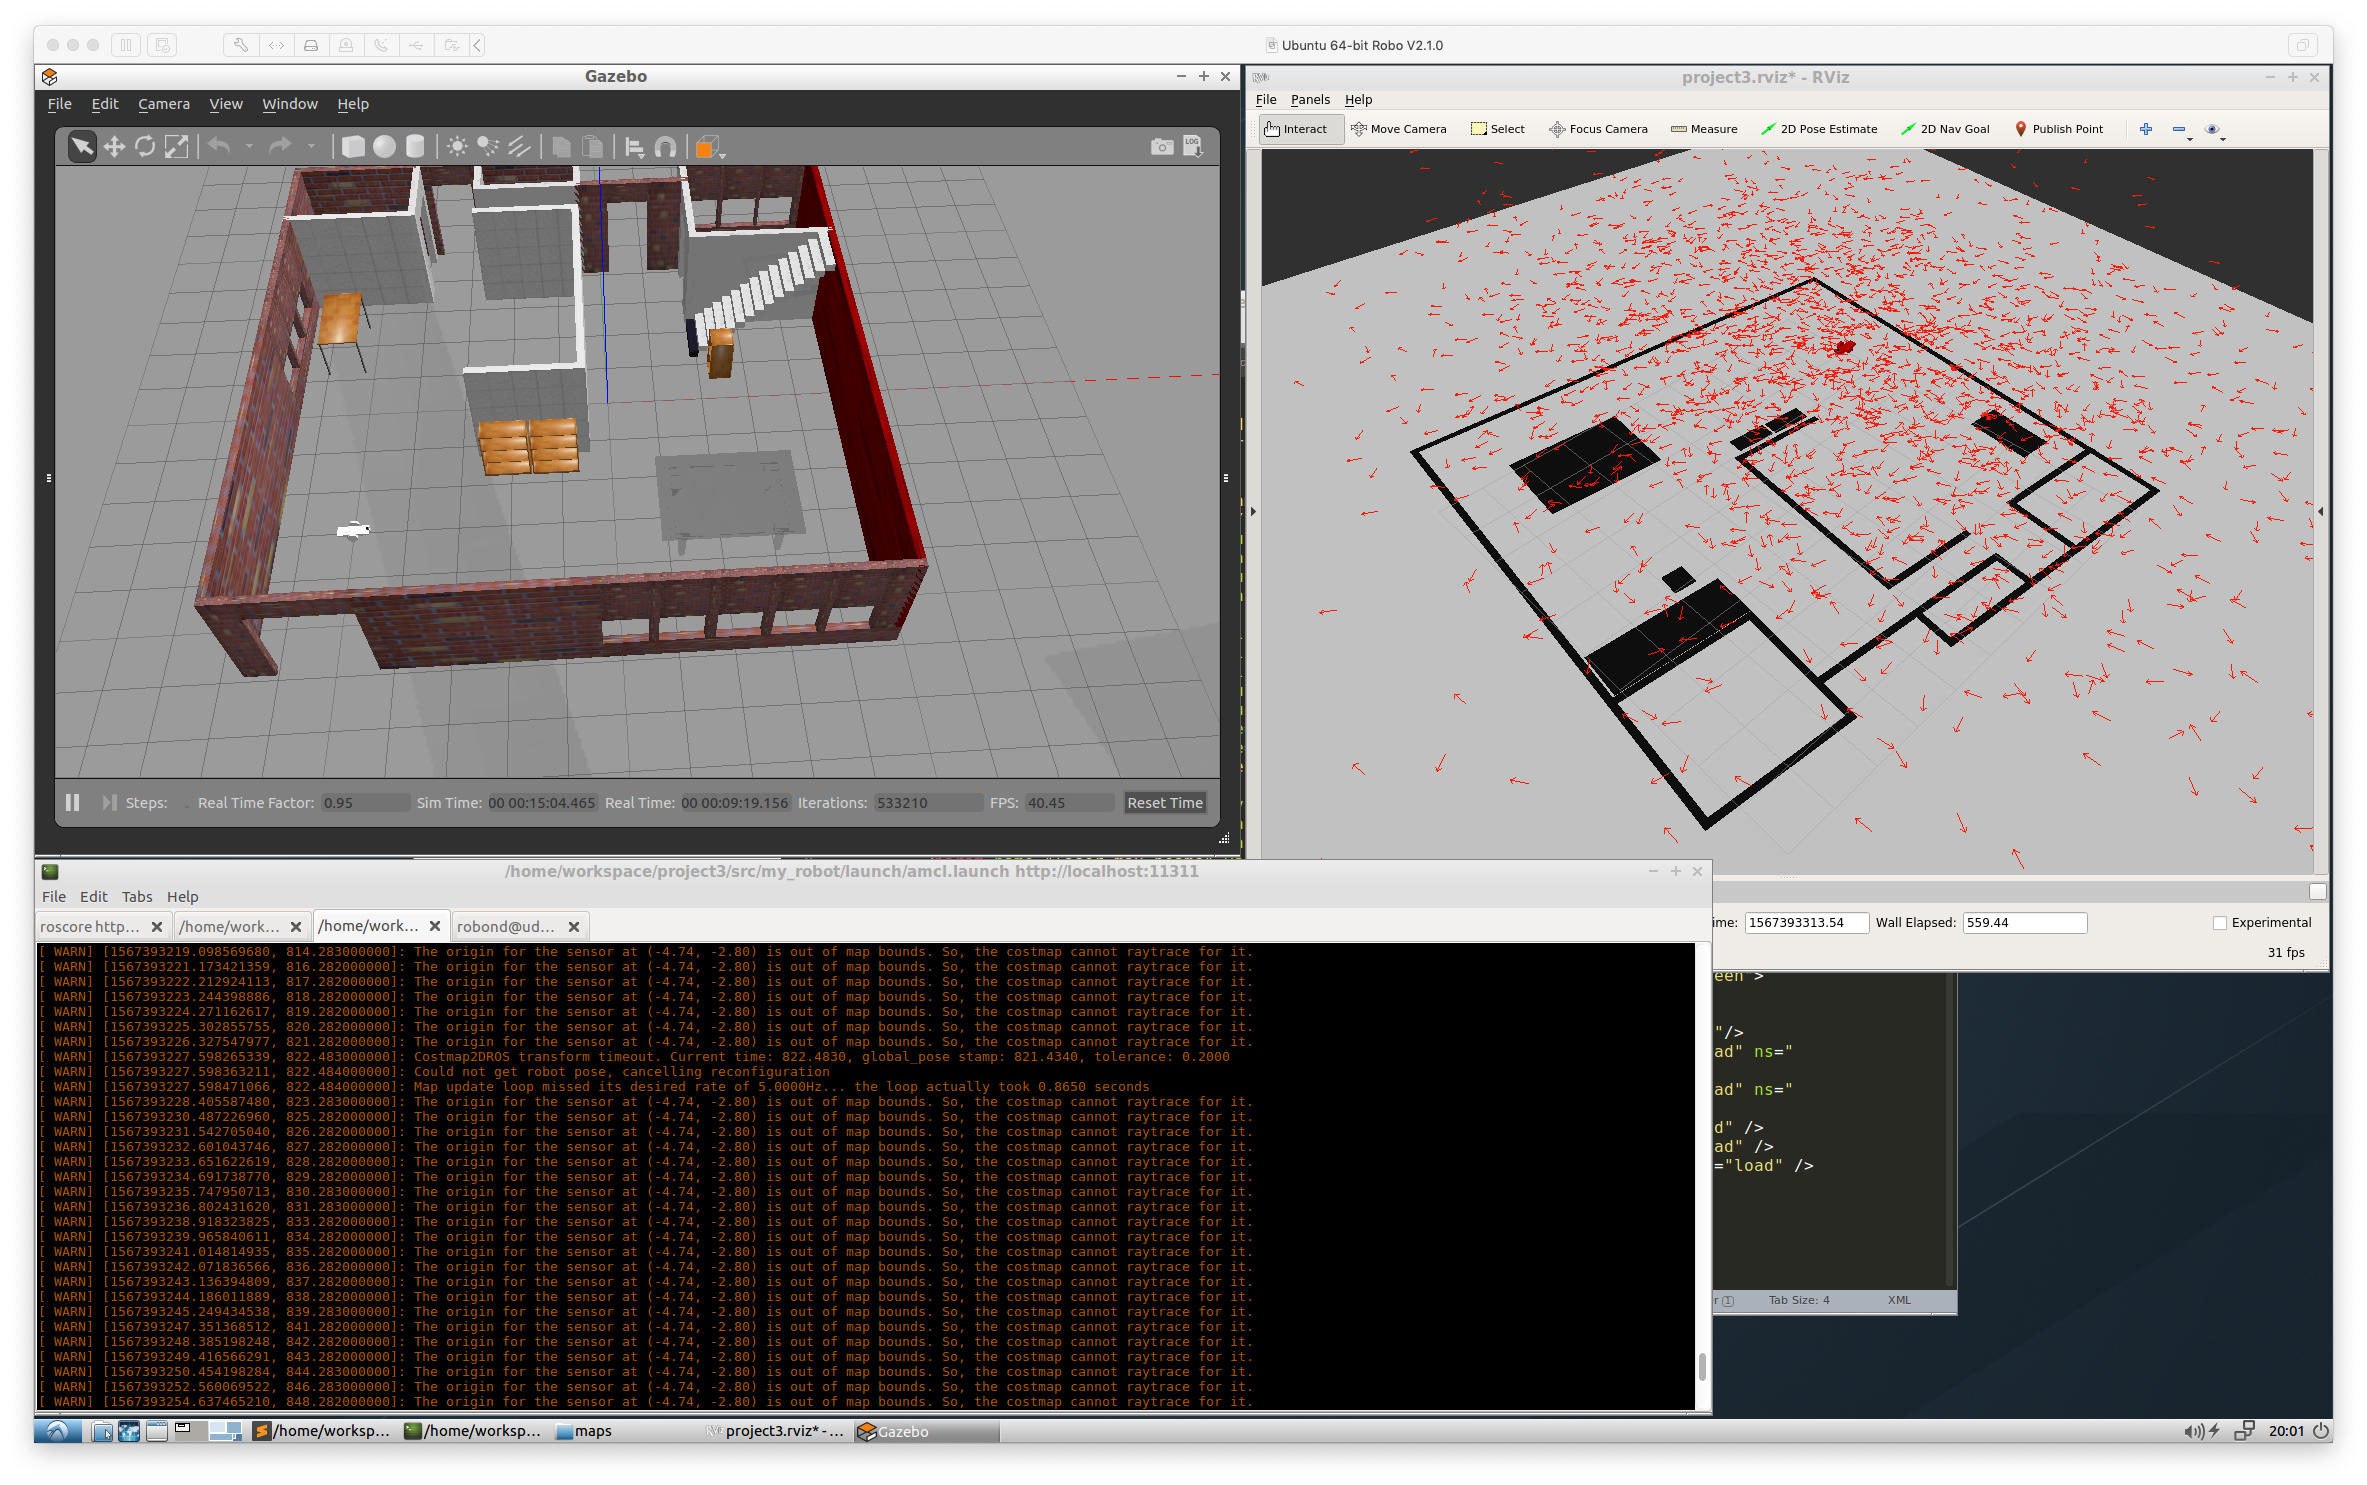 Ubuntu 64-bit Robo V2.1.0
Gazebo
File Edit Camera View Window Help
LOG
Steps: Real Time Factor: 0.95 Sim Time: 00 00:15:04.465 Real Time: 00 00:09:19.156 Iterations: 533210 FPS: 40.45 Reset Time
project3.rviz* - RViz
File Panels Help
Interact Move Camera Select Focus Camera Measure 2D Pose Estimate 2D Nav Goal Publish Point
ime: 1567393313.54 Wall Elapsed: 559.44 Experimental
31 fps
/home/workspace/project3/src/my_robot/launch/amcl.launch http://localhost:11311
File Edit Tabs Help
roscore http... /home/work... /home/work... robond@ud...
[ WARN] [1567393219.098569680, 814.283000000]: The origin for the sensor at (-4.74, -2.80) is out of map bounds. So, the costmap cannot raytrace for it.
[ WARN] [1567393221.173421359, 816.282000000]: The origin for the sensor at (-4.74, -2.80) is out of map bounds. So, the costmap cannot raytrace for it.
[ WARN] [1567393222.212924113, 817.282000000]: The origin for the sensor at (-4.74, -2.80) is out of map bounds. So, the costmap cannot raytrace for it.
[ WARN] [1567393223.244398886, 818.282000000]: The origin for the sensor at (-4.74, -2.80) is out of map bounds. So, the costmap cannot raytrace for it.
[ WARN] [1567393224.271162617, 819.282000000]: The origin for the sensor at (-4.74, -2.80) is out of map bounds. So, the costmap cannot raytrace for it.
[ WARN] [1567393225.302855755, 820.282000000]: The origin for the sensor at (-4.74, -2.80) is out of map bounds. So, the costmap cannot raytrace for it.
[ WARN] [1567393226.327547977, 821.282000000]: The origin for the sensor at (-4.74, -2.80) is out of map bounds. So, the costmap cannot raytrace for it.
[ WARN] [1567393227.598265339, 822.483000000]: Costmap2DROS transform timeout. Current time: 822.4830, global_pose stamp: 821.4340, tolerance: 0.2000
[ WARN] [1567393227.598363211, 822.484000000]: Could not get robot pose, cancelling reconfiguration
[ WARN] [1567393227.598471066, 822.484000000]: Map update loop missed its desired rate of 5.0000Hz... the loop actually took 0.8650 seconds
[ WARN] [1567393228.405587480, 823.283000000]: The origin for the sensor at (-4.74, -2.80) is out of map bounds. So, the costmap cannot raytrace for it.
[ WARN] [1567393230.487226960, 825.282000000]: The origin for the sensor at (-4.74, -2.80) is out of map bounds. So, the costmap cannot raytrace for it.
[ WARN] [1567393231.542705040, 826.282000000]: The origin for the sensor at (-4.74, -2.80) is out of map bounds. So, the costmap cannot raytrace for it.
[ WARN] [1567393232.601043746, 827.282000000]: The origin for the sensor at (-4.74, -2.80) is out of map bounds. So, the costmap cannot raytrace for it.
[ WARN] [1567393233.651622619, 828.282000000]: The origin for the sensor at (-4.74, -2.80) is out of map bounds. So, the costmap cannot raytrace for it.
[ WARN] [1567393234.691738770, 829.282000000]: The origin for the sensor at (-4.74, -2.80) is out of map bounds. So, the costmap cannot raytrace for it.
[ WARN] [1567393235.747950713, 830.283000000]: The origin for the sensor at (-4.74, -2.80) is out of map bounds. So, the costmap cannot raytrace for it.
[ WARN] [1567393236.802431620, 831.283000000]: The origin for the sensor at (-4.74, -2.80) is out of map bounds. So, the costmap cannot raytrace for it.
[ WARN] [1567393238.918323825, 833.282000000]: The origin for the sensor at (-4.74, -2.80) is out of map bounds. So, the costmap cannot raytrace for it.
[ WARN] [1567393239.965840611, 834.282000000]: The origin for the sensor at (-4.74, -2.80) is out of map bounds. So, the costmap cannot raytrace for it.
[ WARN] [1567393241.014814935, 835.282000000]: The origin for the sensor at (-4.74, -2.80) is out of map bounds. So, the costmap cannot raytrace for it.
[ WARN] [1567393242.071836566, 836.282000000]: The origin for the sensor at (-4.74, -2.80) is out of map bounds. So, the costmap cannot raytrace for it.
[ WARN] [1567393243.136394809, 837.282000000]: The origin for the sensor at (-4.74, -2.80) is out of map bounds. So, the costmap cannot raytrace for it.
[ WARN] [1567393244.186011889, 838.282000000]: The origin for the sensor at (-4.74, -2.80) is out of map bounds. So, the costmap cannot raytrace for it.
[ WARN] [1567393245.249434538, 839.283000000]: The origin for the sensor at (-4.74, -2.80) is out of map bounds. So, the costmap cannot raytrace for it.
[ WARN] [1567393247.351368512, 841.282000000]: The origin for the sensor at (-4.74, -2.80) is out of map bounds. So, the costmap cannot raytrace for it.
[ WARN] [1567393248.385198248, 842.282000000]: The origin for the sensor at (-4.74, -2.80) is out of map bounds. So, the costmap cannot raytrace for it.
[ WARN] [1567393249.416566291, 843.282000000]: The origin for the sensor at (-4.74, -2.80) is out of map bounds. So, the costmap cannot raytrace for it.
[ WARN] [1567393250.454198284, 844.283000000]: The origin for the sensor at (-4.74, -2.80) is out of map bounds. So, the costmap cannot raytrace for it.
[ WARN] [1567393252.560069522, 846.283000000]: The origin for the sensor at (-4.74, -2.80) is out of map bounds. So, the costmap cannot raytrace for it.
[ WARN] [1567393254.637465210, 848.282000000]: The origin for the sensor at (-4.74, -2.80) is out of map bounds. So, the costmap cannot raytrace for it.
een">
"/>
ad" ns="
ad" ns="
d" />
ad" />
="load" />
r 1 Tab Size: 4 XML
/home/worksp... /home/worksp... maps project3.rviz* - ... Gazebo 20:01